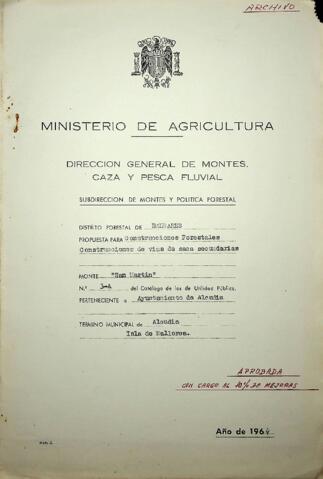 ARCHIVO
MINISTERIO DE AGRICULTURA
DIRECCION GENERAL DE MONTES,
CAZA Y PESCA FLUVIAL
SUBDIRECCION DE MONTES Y POLITICA FORESTAL
DISTRITO FORESTAL DE BALEARES
PROPUESTA PARA Construcciones Forestales
Construcciones de vias de saca secundarias
MONTE "San Martin"
N.º 3-A del Catálogo de los de Utilidad Pública.
PERTENECIENTE a Ayuntamiento de Alcudia
TERMINO MUNICIPAL de Alcudia
Isla de Mallorca.
APROBADA
CON CARGO AL 10% DE MEJORAS
Año de 1964